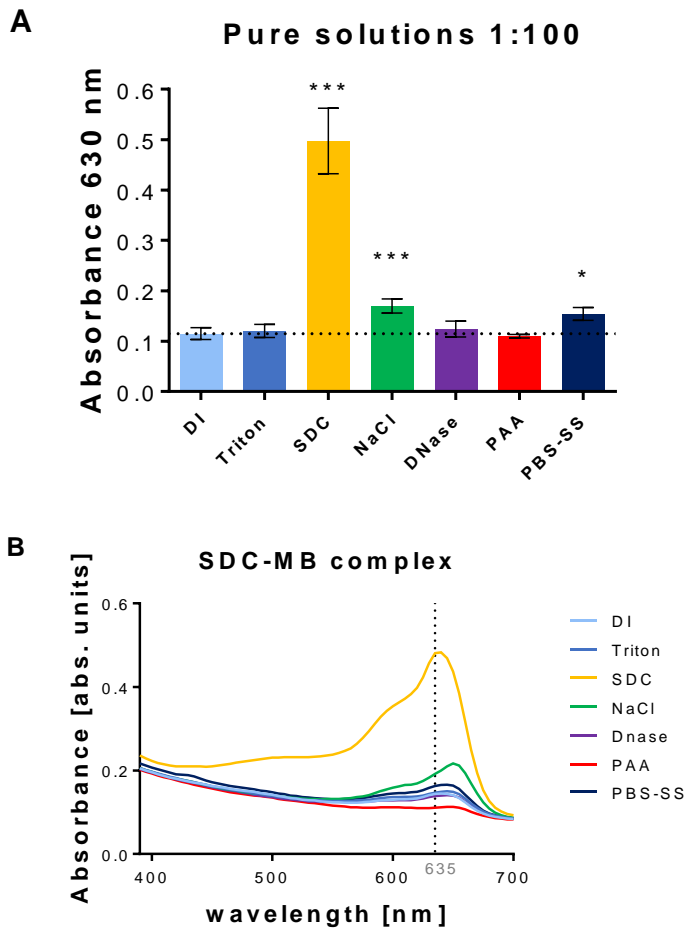 A
Pure solutions 1:100
Absorbance 630 nm
0.6
0.5
0.4
0.3
0.2
0.1
0.0
***
***
*
DI
Triton
SDC
NaCl
DNase
PAA
PBS-SS
B
SDC-MB complex
Absorbance [abs. units]
0.6
0.4
0.2
0.0
400
500
600
635
700
wavelength [nm]
DI
Triton
SDC
NaCl
Dnase
PAA
PBS-SS